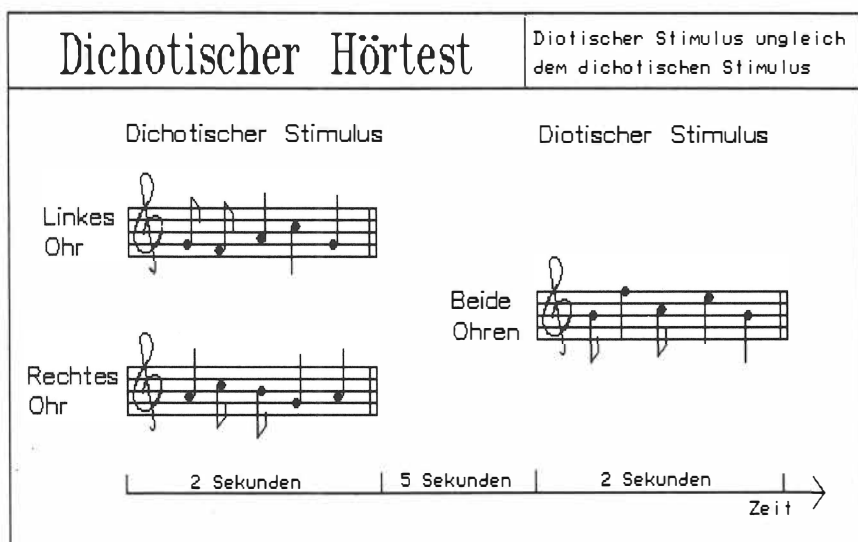 Dichotischer Hörtest
Diotischer Stimulus ungleich
dem dichotischen Stimulus
Dichotischer Stimulus
Diotischer Stimulus
Linkes
Ohr
Beide
Ohren
Rechtes
Ohr
2 Sekunden
5 Sekunden
2 Sekunden
Zeit